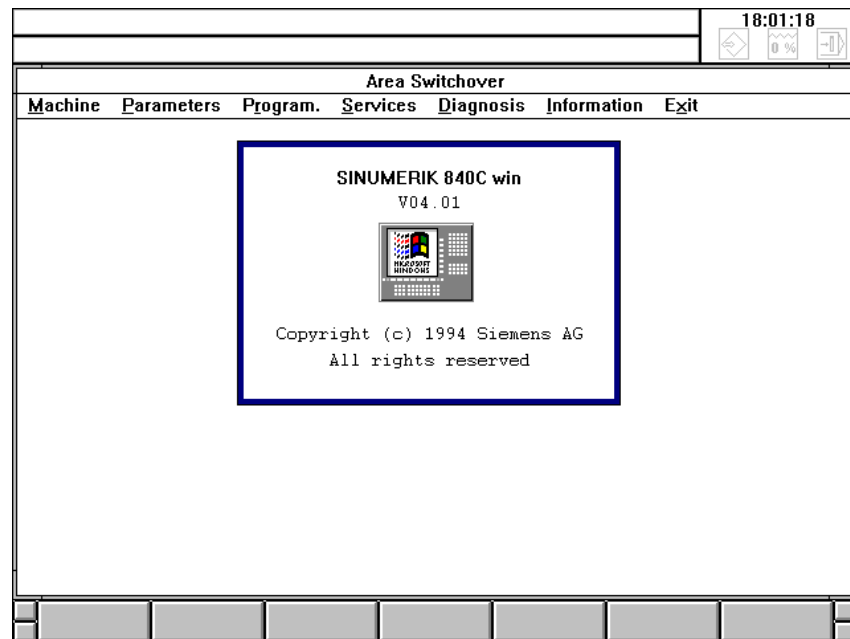 18:01:18
0 %
Area Switchover
Machine Parameters Program. Services Diagnosis Information Exit
SINUMERIK 840C win
V04.01
MICROSOFT
WINDOWS
Copyright (c) 1994 Siemens AG
All rights reserved